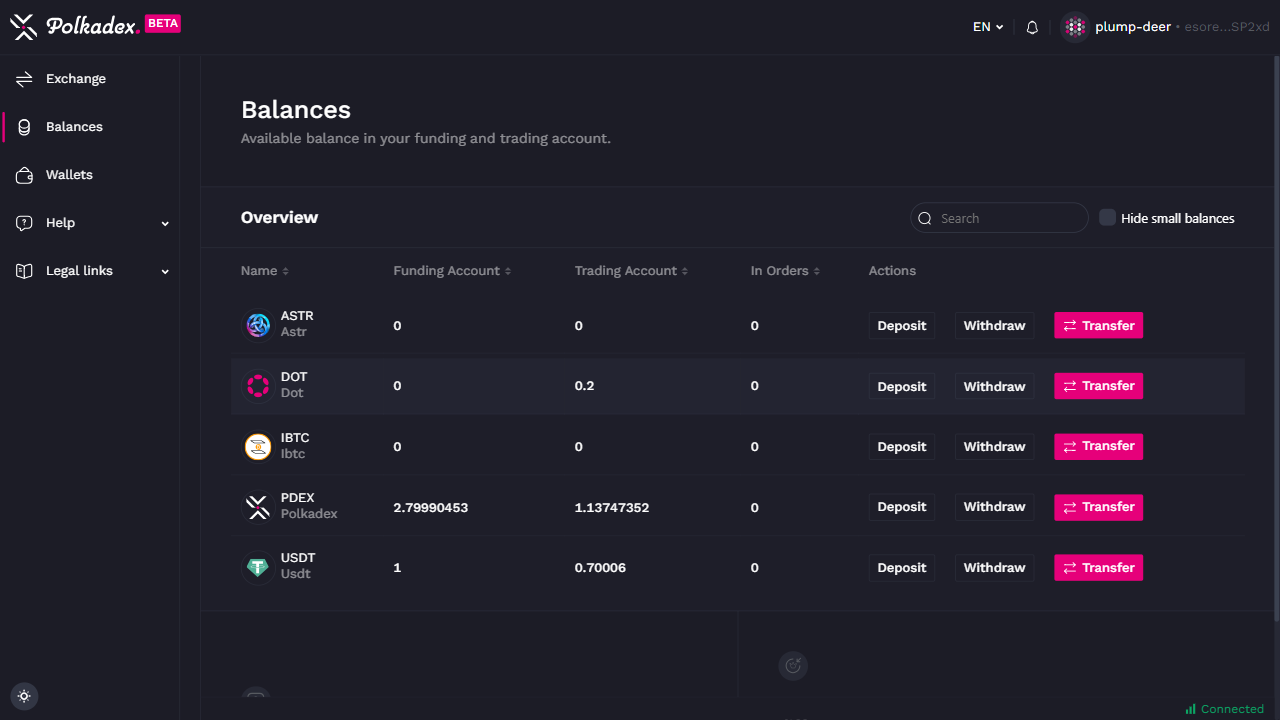 Polkadex. BETA
EN
plump-deer • esore...SP2xd
Exchange
Balances
Wallets
Help
Legal links
Balances
Available balance in your funding and trading account.
Overview
Search
Hide small balances
Name Funding Account Trading Account In Orders Actions
ASTR
Astr
0 0 0 Deposit Withdraw Transfer
DOT
Dot
0 0.2 0 Deposit Withdraw Transfer
IBTC
Ibtc
0 0 0 Deposit Withdraw Transfer
PDEX
Polkadex
2.79990453 1.13747352 0 Deposit Withdraw Transfer
USDT
Usdt
1 0.70006 0 Deposit Withdraw Transfer
Connected